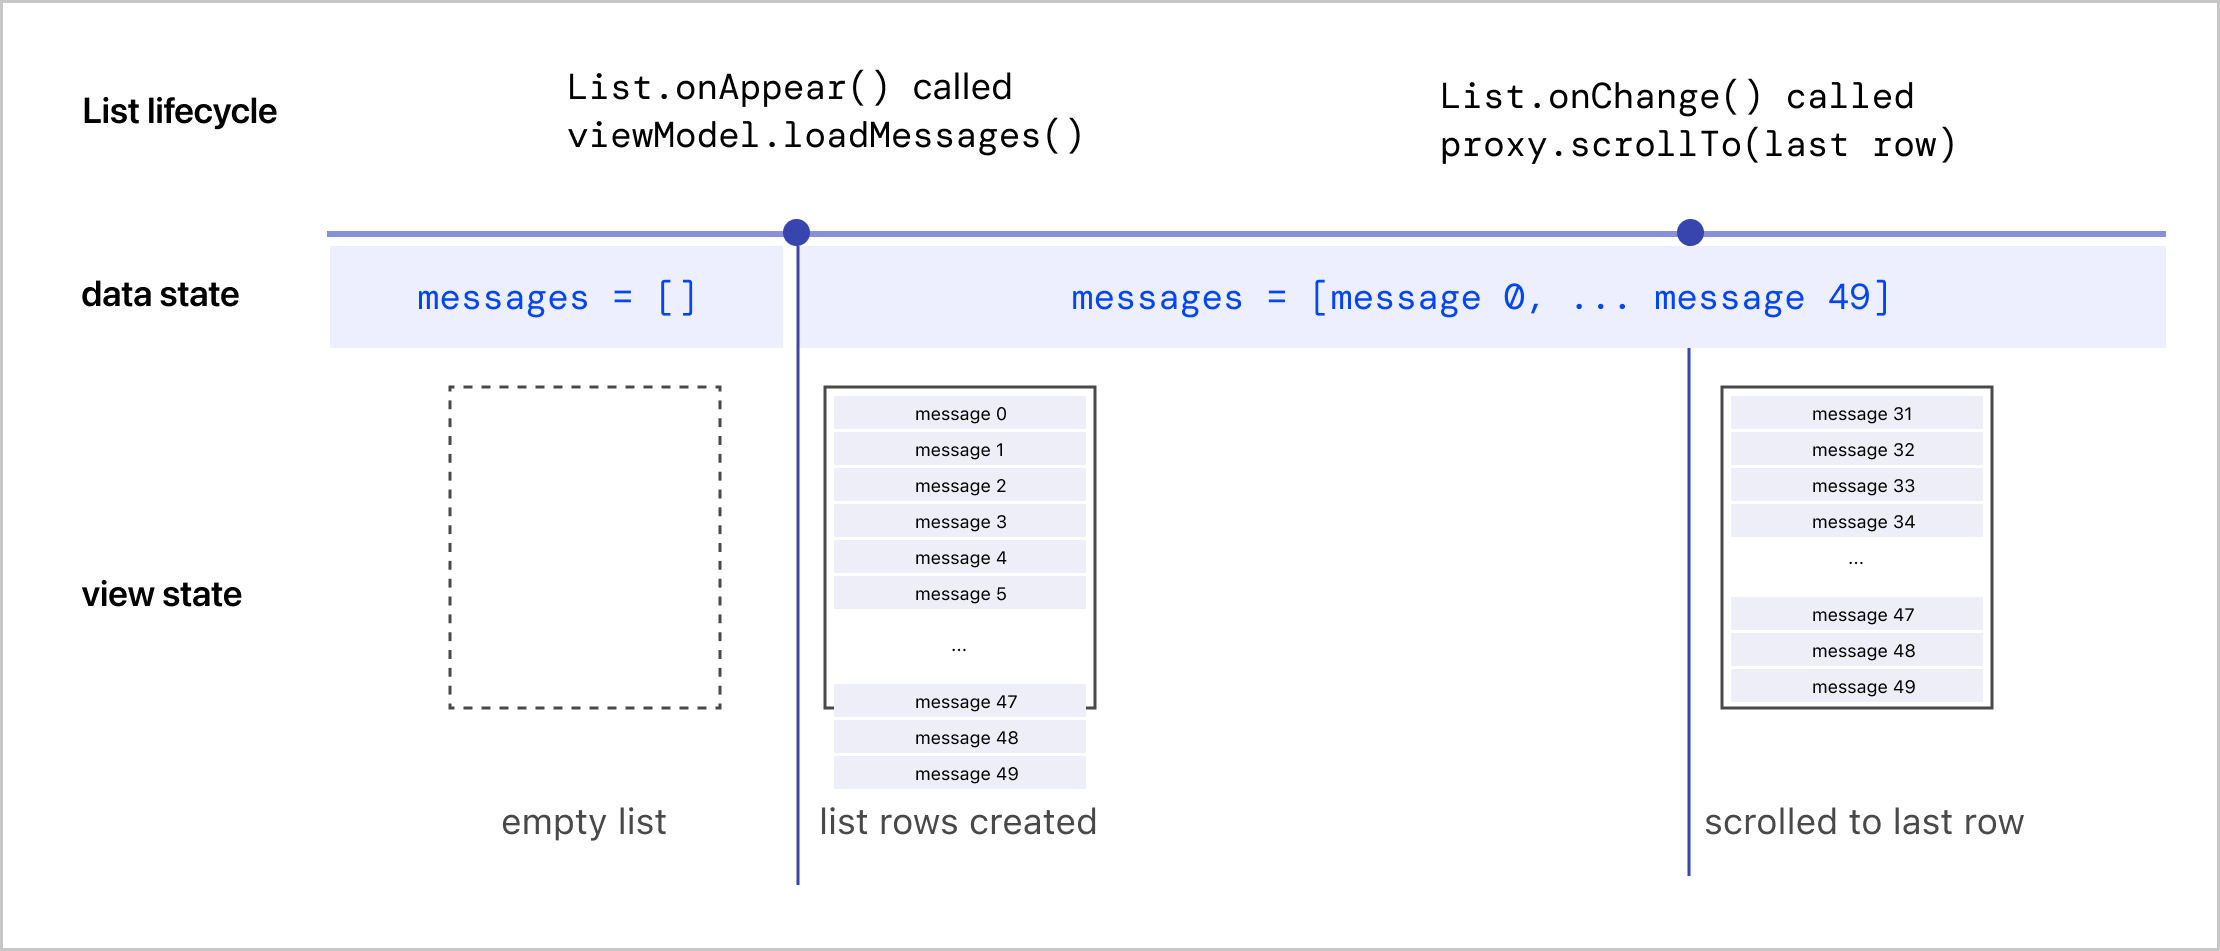 List lifecycle
List.onAppear() called
viewModel.loadMessages()
List.onChange() called
proxy.scrollTo(last row)
data state
messages = []
messages = [message 0, ... message 49]
view state
message 0
message 1
message 2
message 3
message 4
message 5
...
message 47
message 48
message 49
message 31
message 32
message 33
message 34
...
message 47
message 48
message 49
empty list
list rows created
scrolled to last row